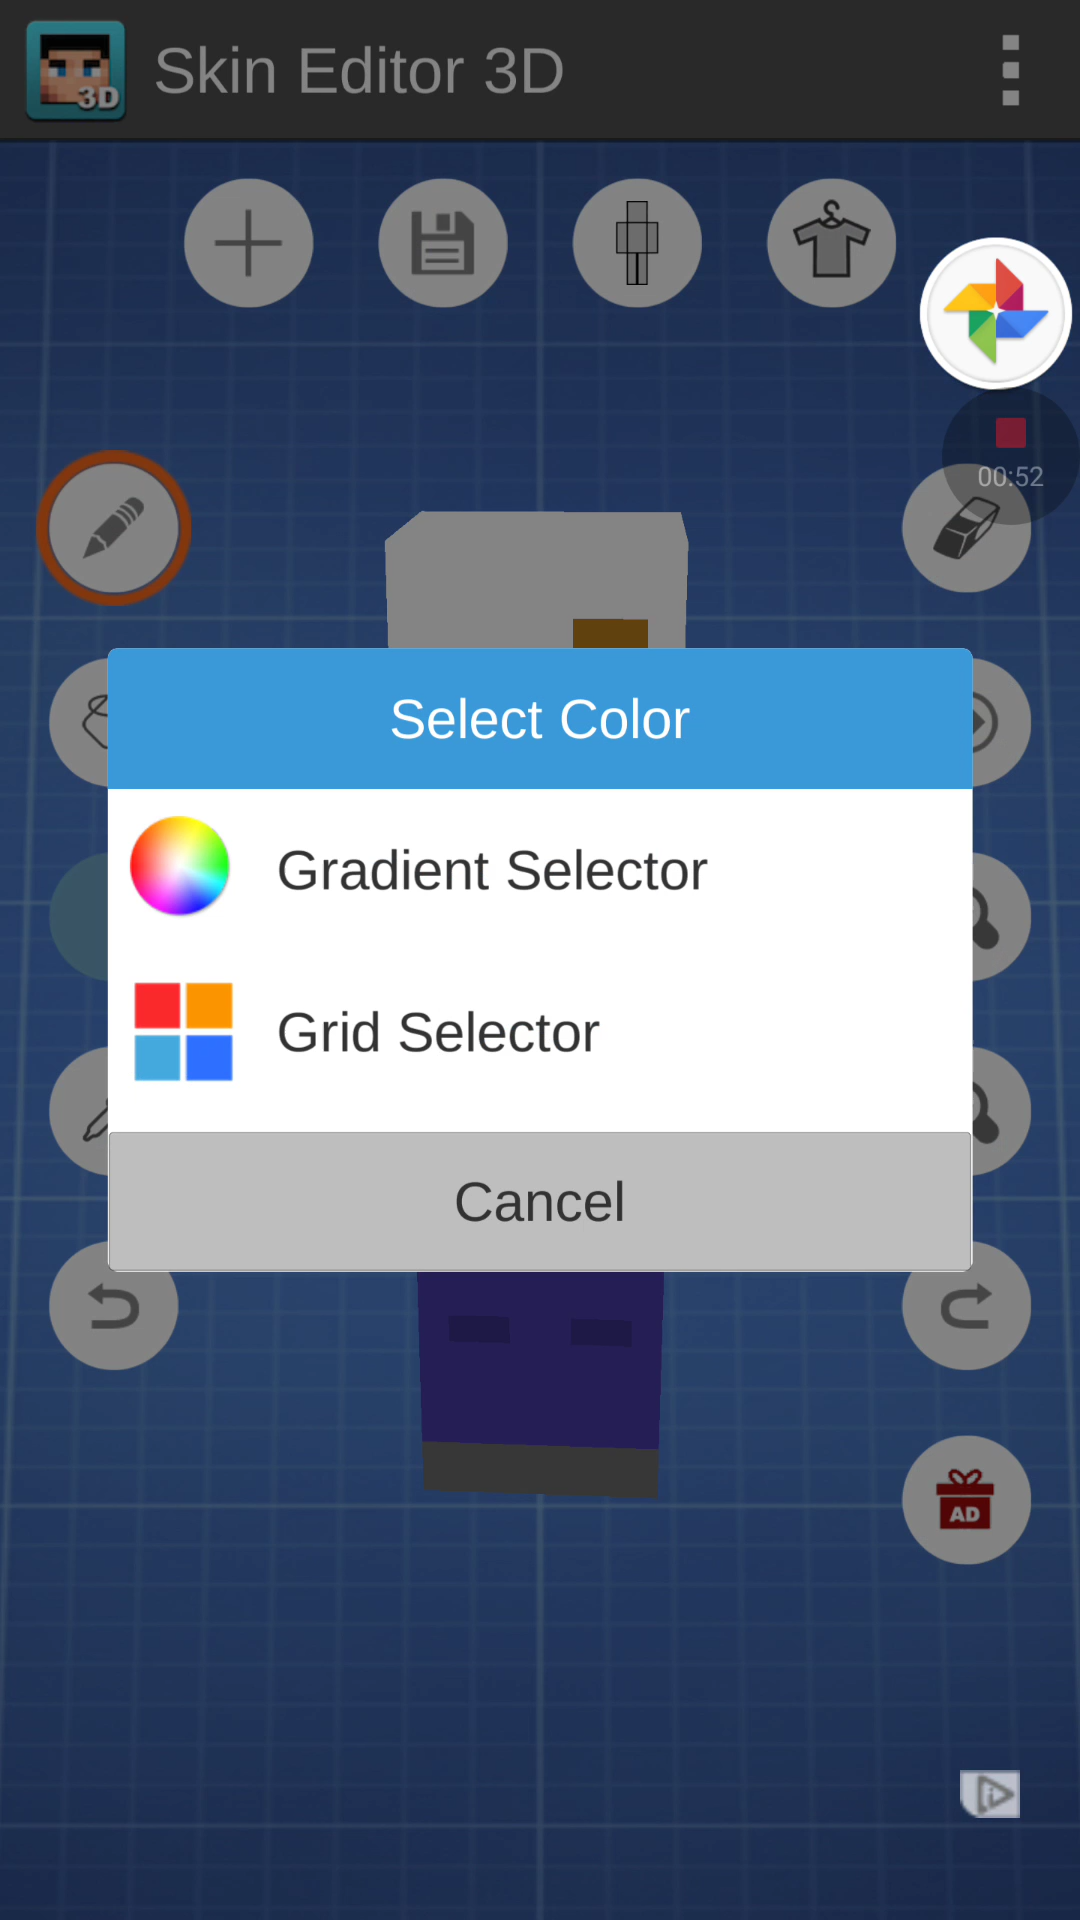 3D
Skin Editor 3D
00:52
Select Color
Gradient Selector
Grid Selector
Cancel
AD